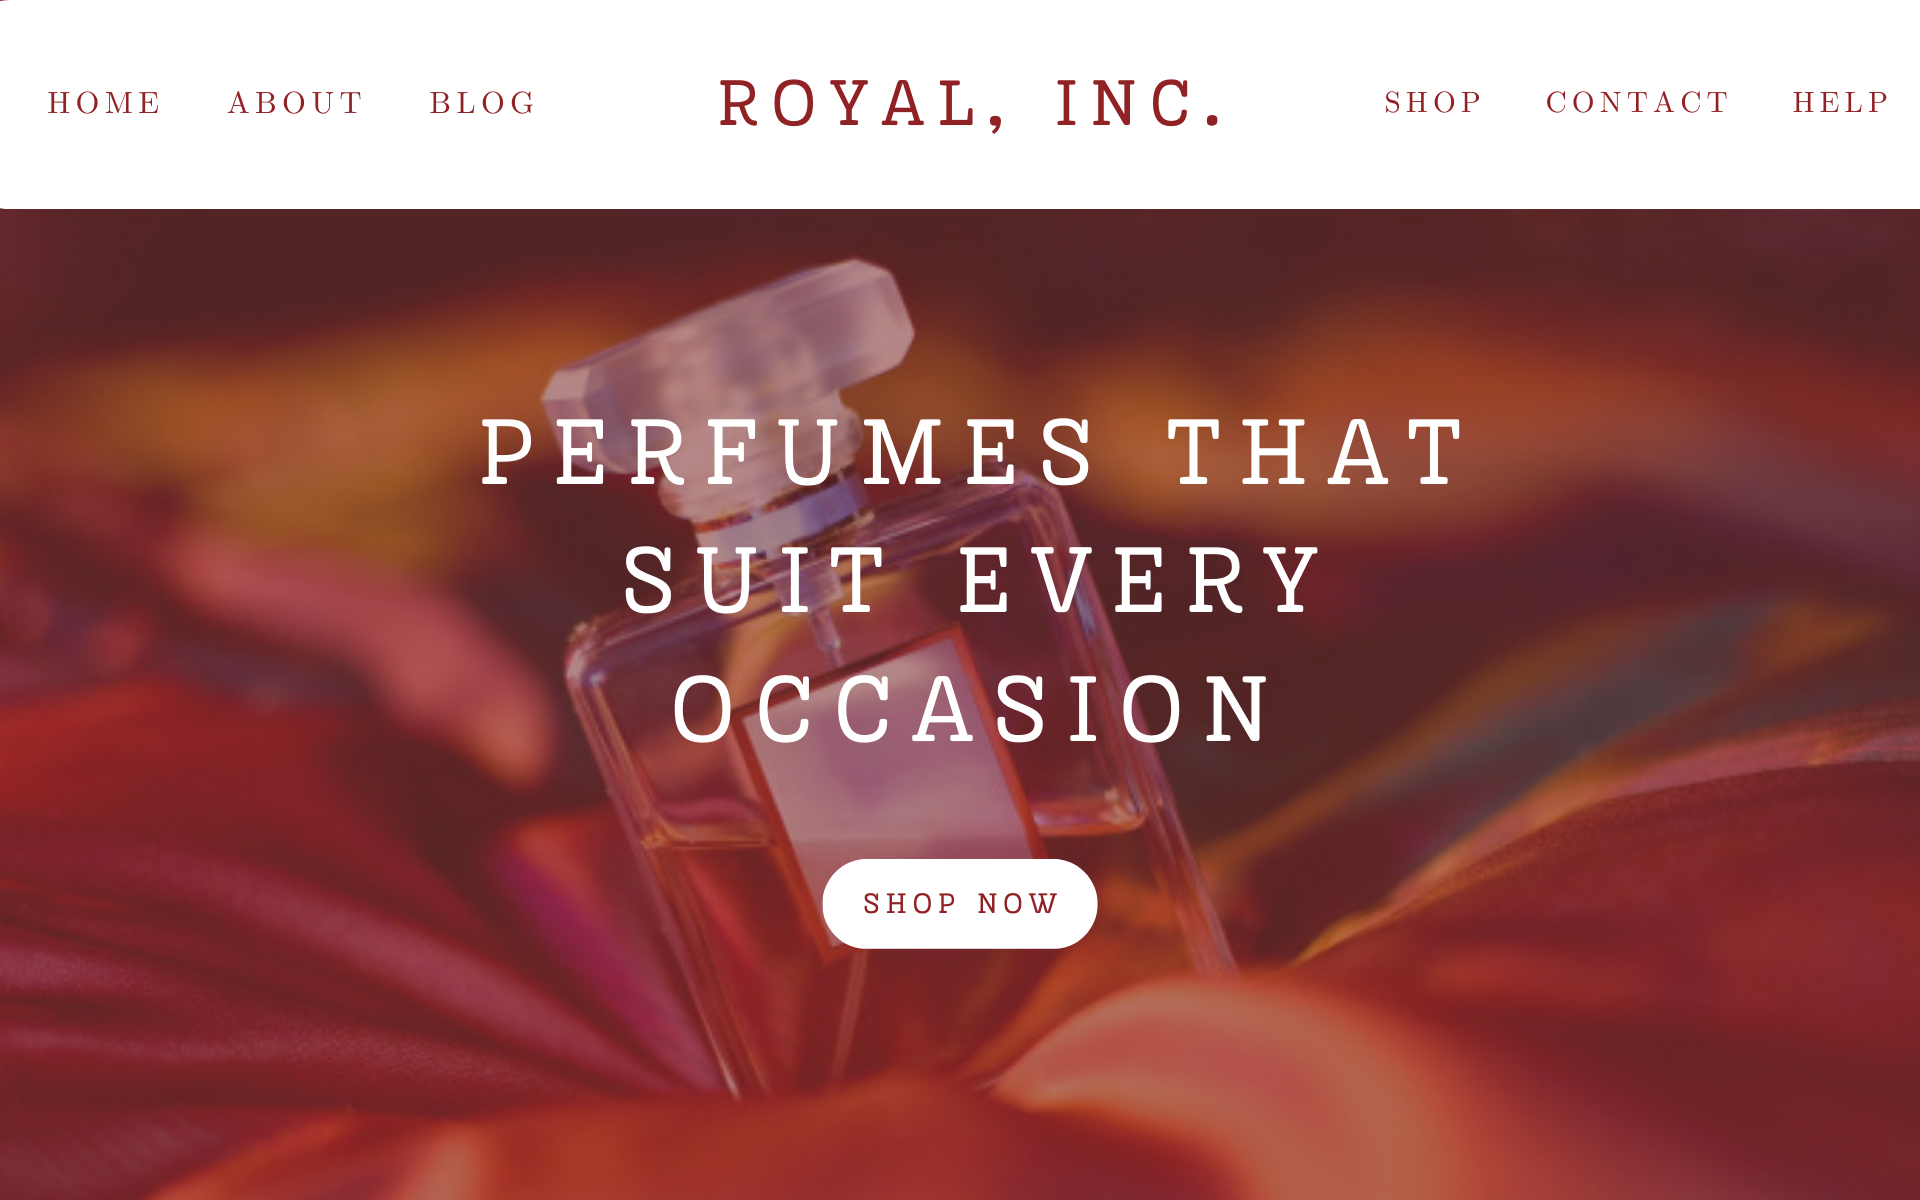 HOME ABOUT BLOG ROYAL, INC. SHOP CONTACT HELP
PERFUMES THAT
SUIT EVERY
OCCASION
SHOP NOW